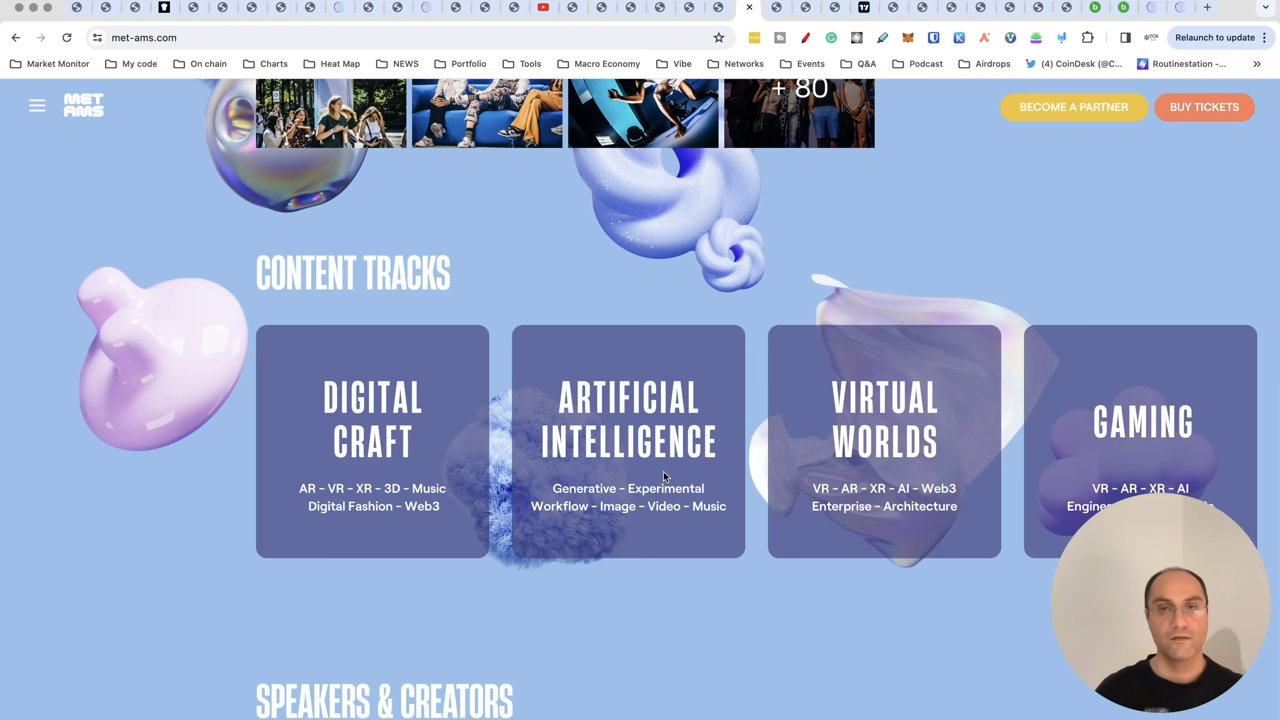 met-ams.com
Relaunch to update
Market Monitor
My code
On chain
Charts
Heat Map
NEWS
Portfolio
Tools
Macro Economy
Vibe
Networks
Events
Q&A
Podcast
Airdrops
(4) CoinDesk (@C...
Routinestation -...
MET
AMS
+ 80
BECOME A PARTNER
BUY TICKETS
CONTENT TRACKS
DIGITAL
CRAFT
AR - VR - XR - 3D - Music
Digital Fashion - Web3
ARTIFICIAL
INTELLIGENCE
Generative - Experimental
Workflow - Image - Video - Music
VIRTUAL
WORLDS
VR - AR - XR - AI - Web3
Enterprise - Architecture
GAMING
VR - AR - XR - AI
SPEAKERS & CREATORS